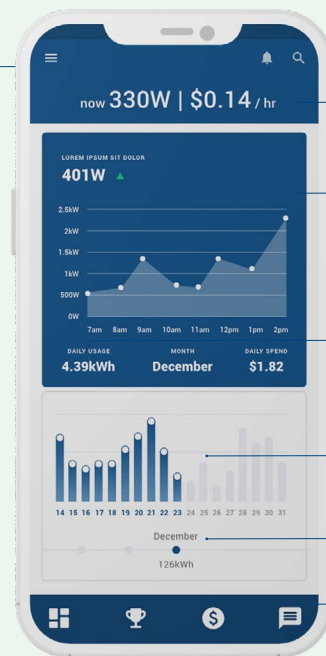 now 330W | $0.14 / hr
LOREM IPSUM SIT DOLOR
401W
2.5kW
2kW
1.5kW
1kW
500W
0W
7am 8am 9am 10am 11am 12pm 1pm 2pm
DAILY USAGE MONTH DAILY SPEND
4.39kWh December $1.82
14 15 16 17 18 19 20 21 22 23 24 25 26 27 28 29 30 31
December
126kWh